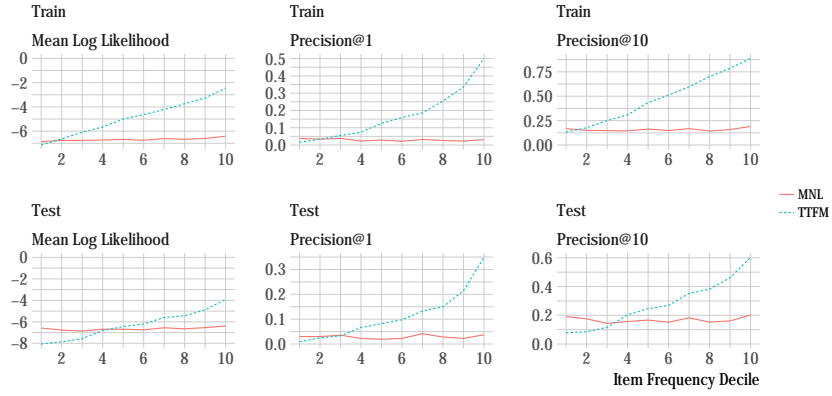 Train
Mean Log Likelihood
0
−2
−4
−6
2 4 6 8 10
Train
Precision@1
0.5
0.4
0.3
0.2
0.1
0.0
2 4 6 8 10
Train
Precision@10
0.75
0.50
0.25
0.00
2 4 6 8 10
Test
Mean Log Likelihood
0
−2
−4
−6
−8
2 4 6 8 10
Test
Precision@1
0.3
0.2
0.1
0.0
2 4 6 8 10
Test
Precision@10
0.6
0.4
0.2
0.0
2 4 6 8 10
Item Frequency Decile
MNL
TTFM